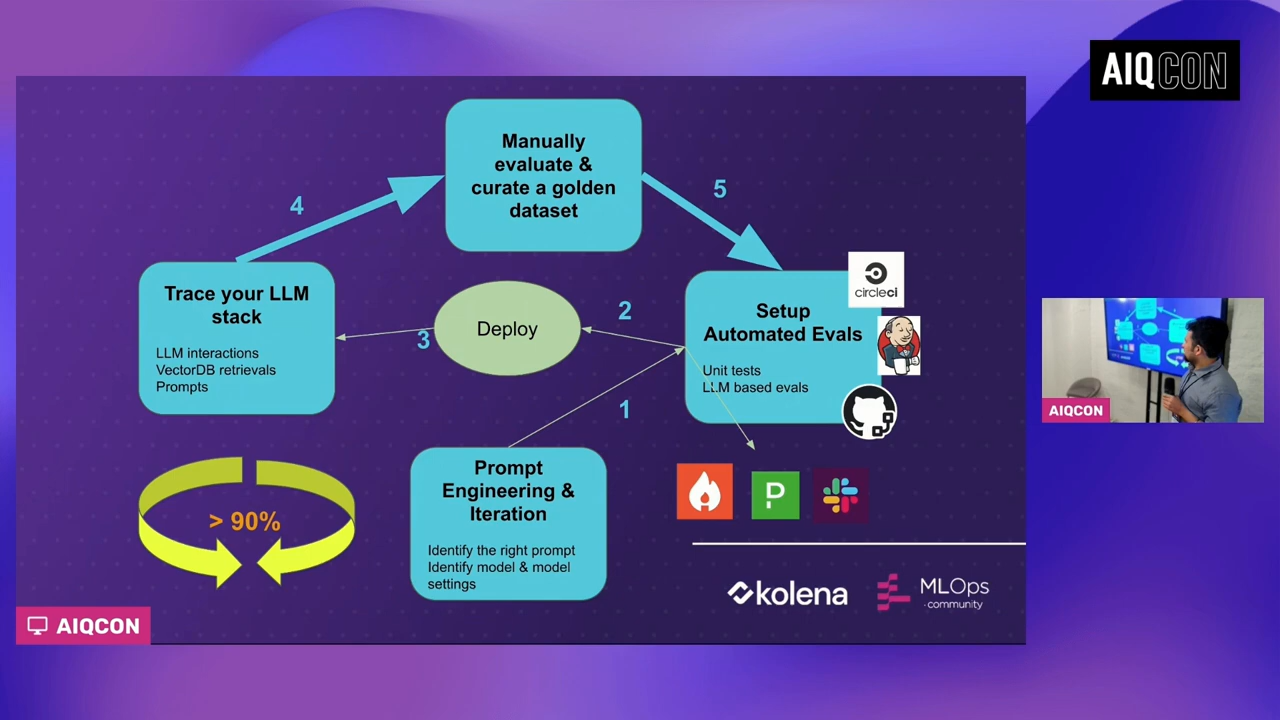 AIQCON
Manually
evaluate &
curate a golden
dataset
4
5
Trace your LLM
stack
LLM interactions
VectorDB retrievals
Prompts
Deploy
3
2
1
Setup
Automated Evals
Unit tests
LLM based evals
circleci
Prompt
Engineering &
Iteration
Identify the right prompt
Identify model & model
settings
> 90%
P
kolena
MLOps
.community
AIQCON
AIQCON